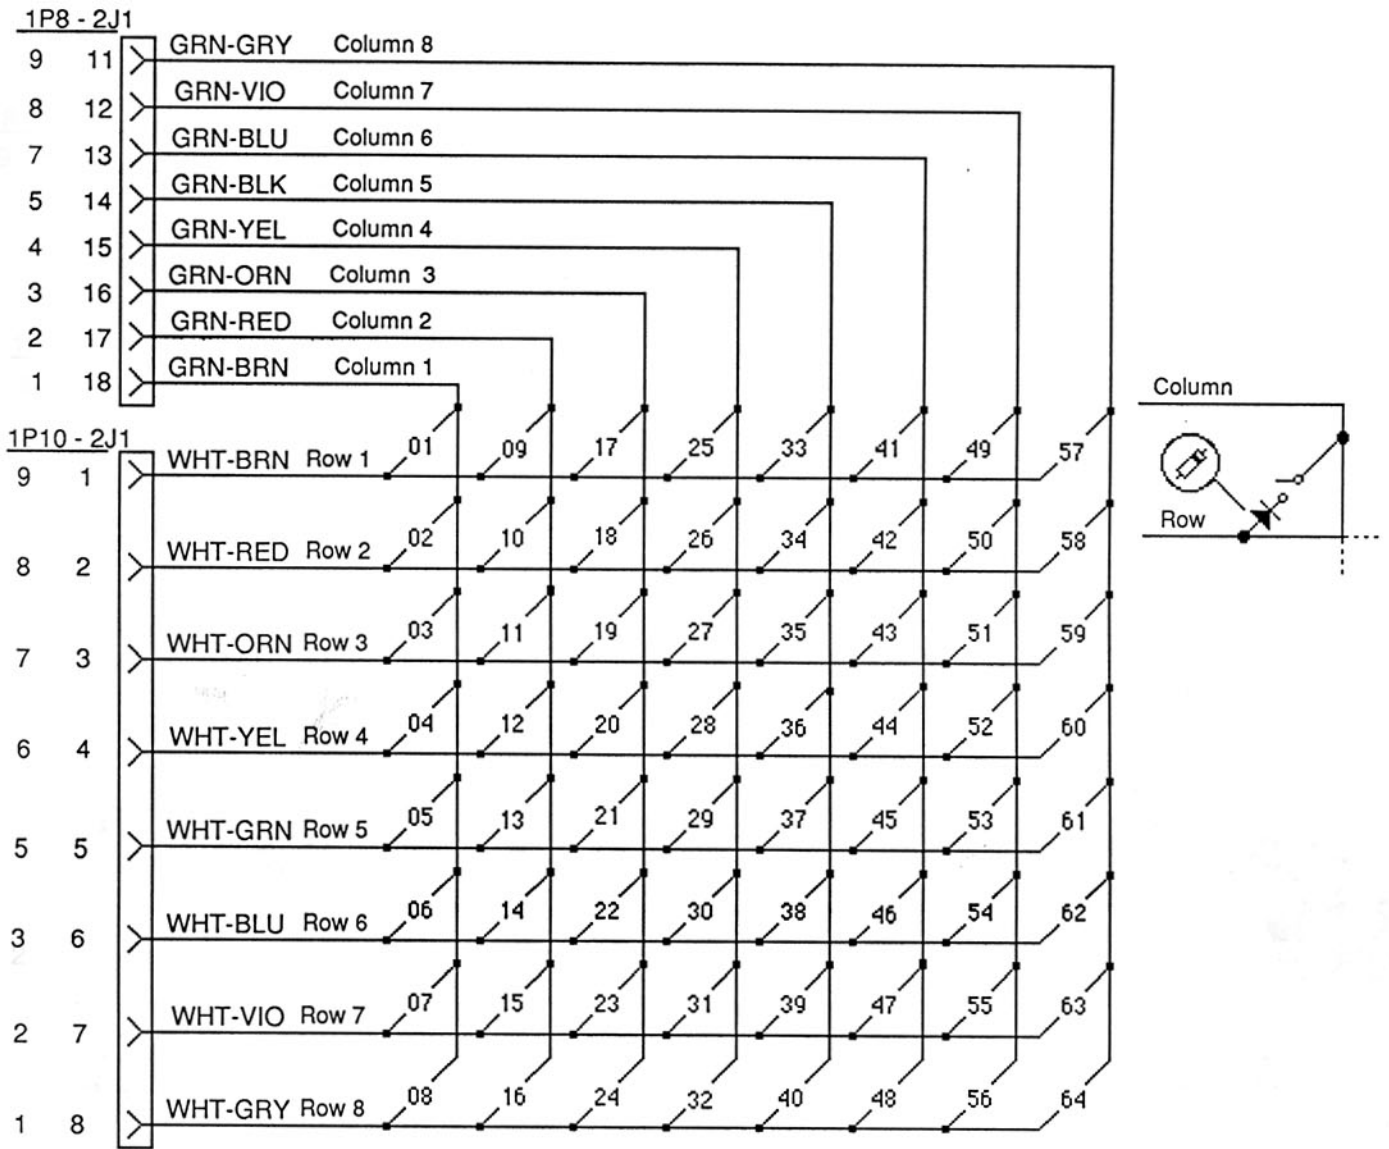 1P8 - 2J1
9 11 GRN-GRY Column 8
8 12 GRN-VIO Column 7
7 13 GRN-BLU Column 6
5 14 GRN-BLK Column 5
4 15 GRN-YEL Column 4
3 16 GRN-ORN Column 3
2 17 GRN-RED Column 2
1 18 GRN-BRN Column 1
1P10 - 2J1
9 1 WHT-BRN Row 1 01 09 17 25 33 41 49 57
8 2 WHT-RED Row 2 02 10 18 26 34 42 50 58
7 3 WHT-ORN Row 3 03 11 19 27 35 43 51 59
6 4 WHT-YEL Row 4 04 12 20 28 36 44 52 60
5 5 WHT-GRN Row 5 05 13 21 29 37 45 53 61
3 6 WHT-BLU Row 6 06 14 22 30 38 46 54 62
2 7 WHT-VIO Row 7 07 15 23 31 39 47 55 63
1 8 WHT-GRY Row 8 08 16 24 32 40 48 56 64
Column
Row